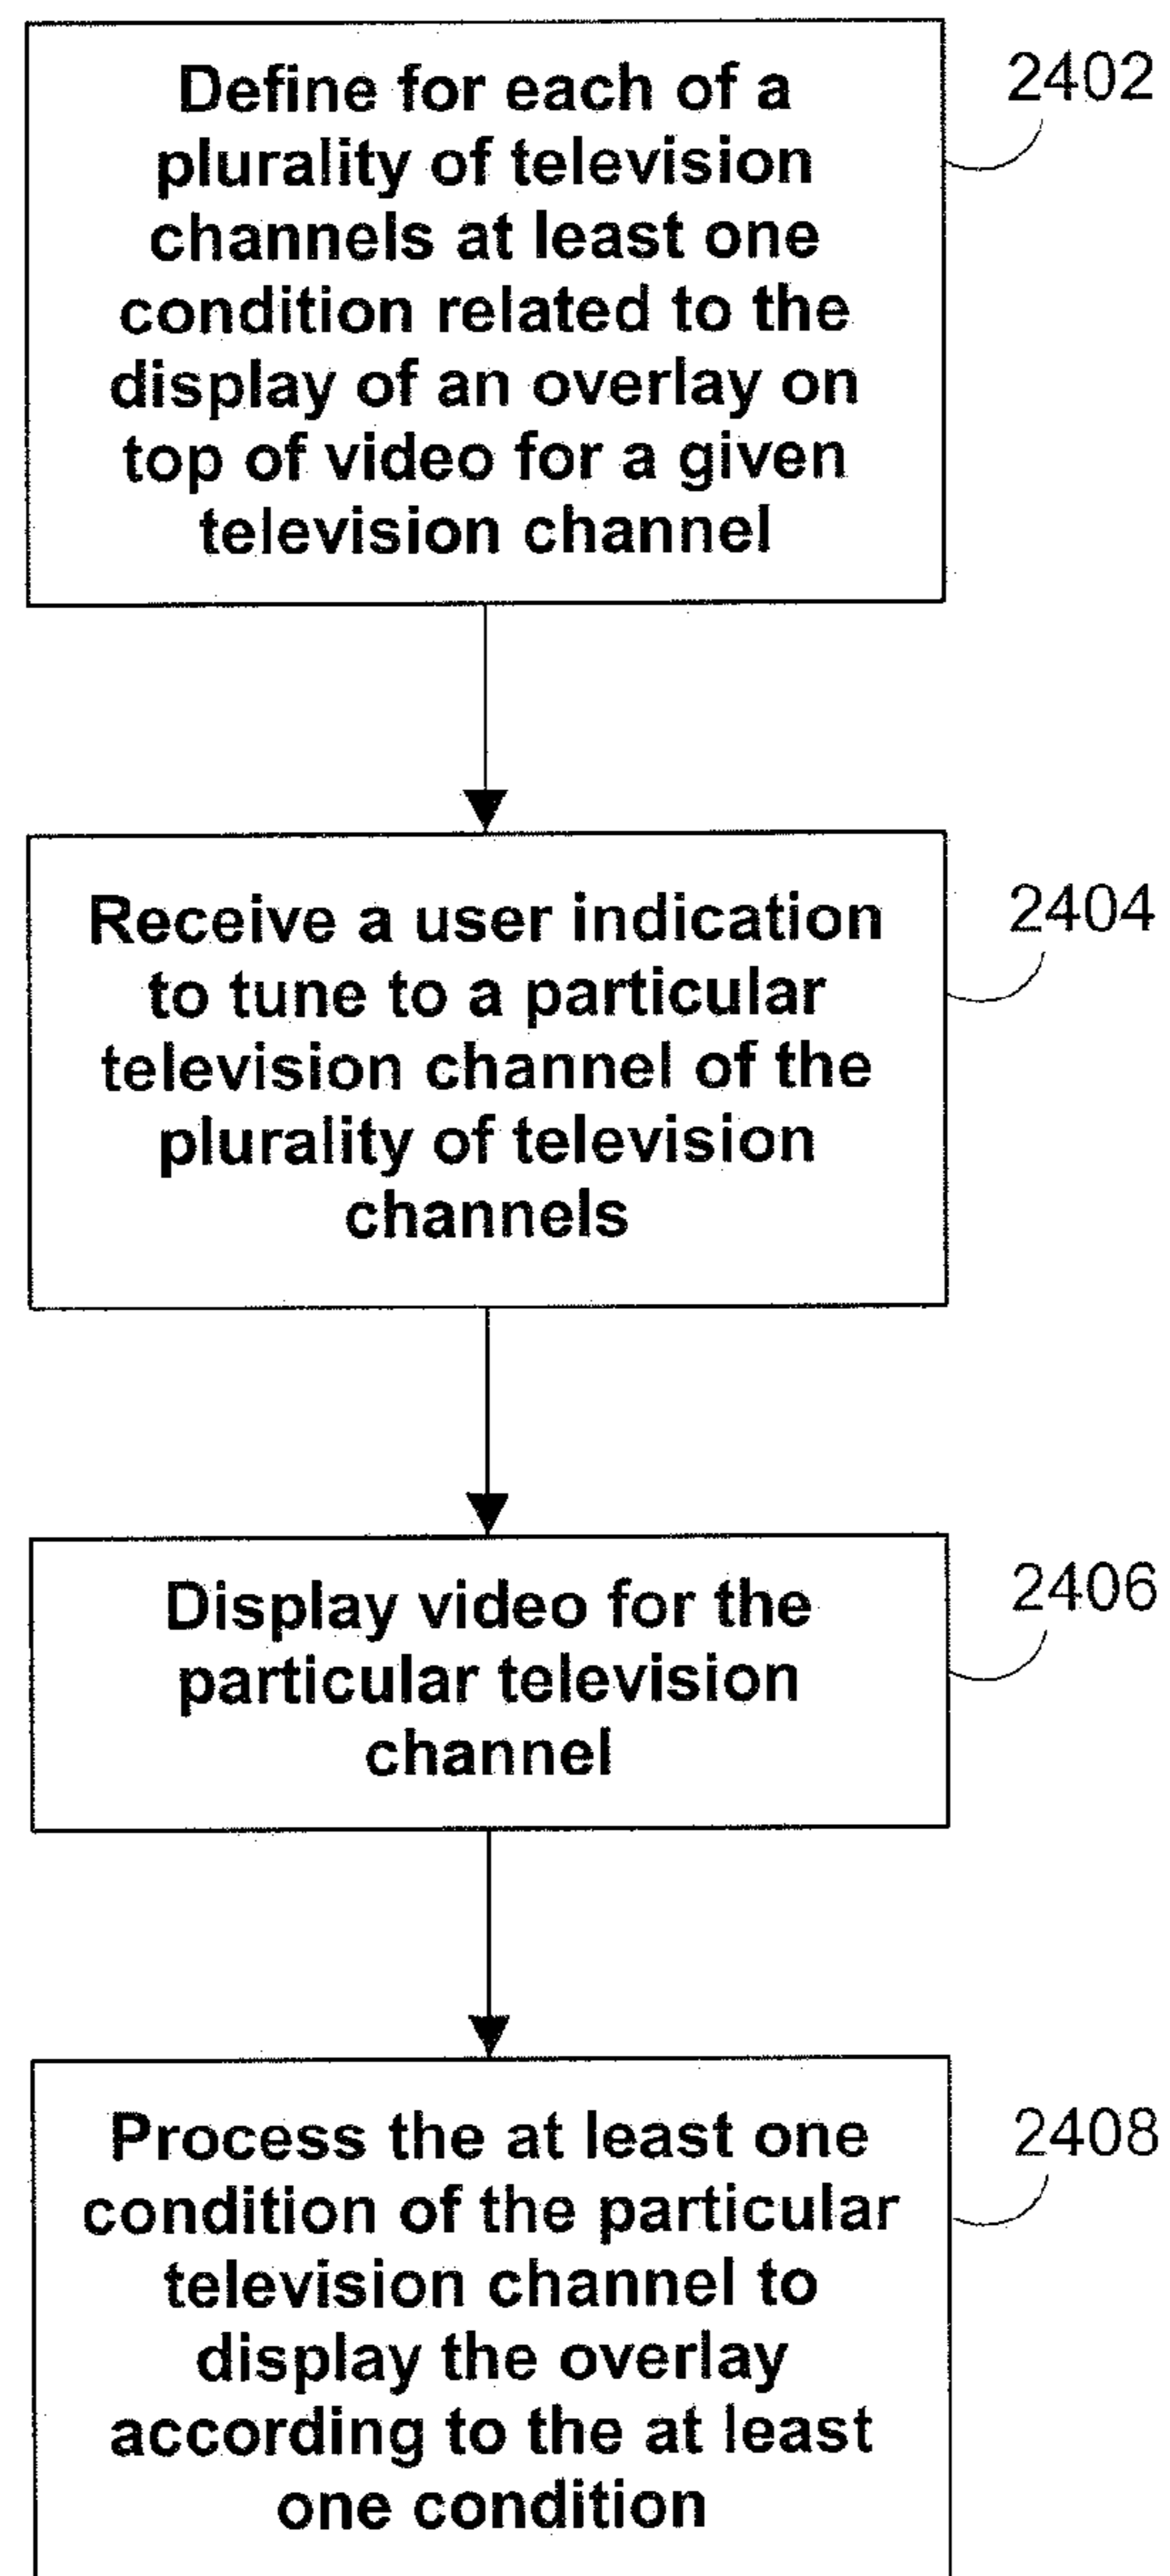 Define for each of a
plurality of television
channels at least one
condition related to the
display of an overlay on
top of video for a given
television channel
2402
Receive a user indication
to tune to a particular
television channel of the
plurality of television
channels
2404
Display video for the
particular television
channel
2406
Process the at least one
condition of the particular
television channel to
display the overlay
according to the at least
one condition
2408